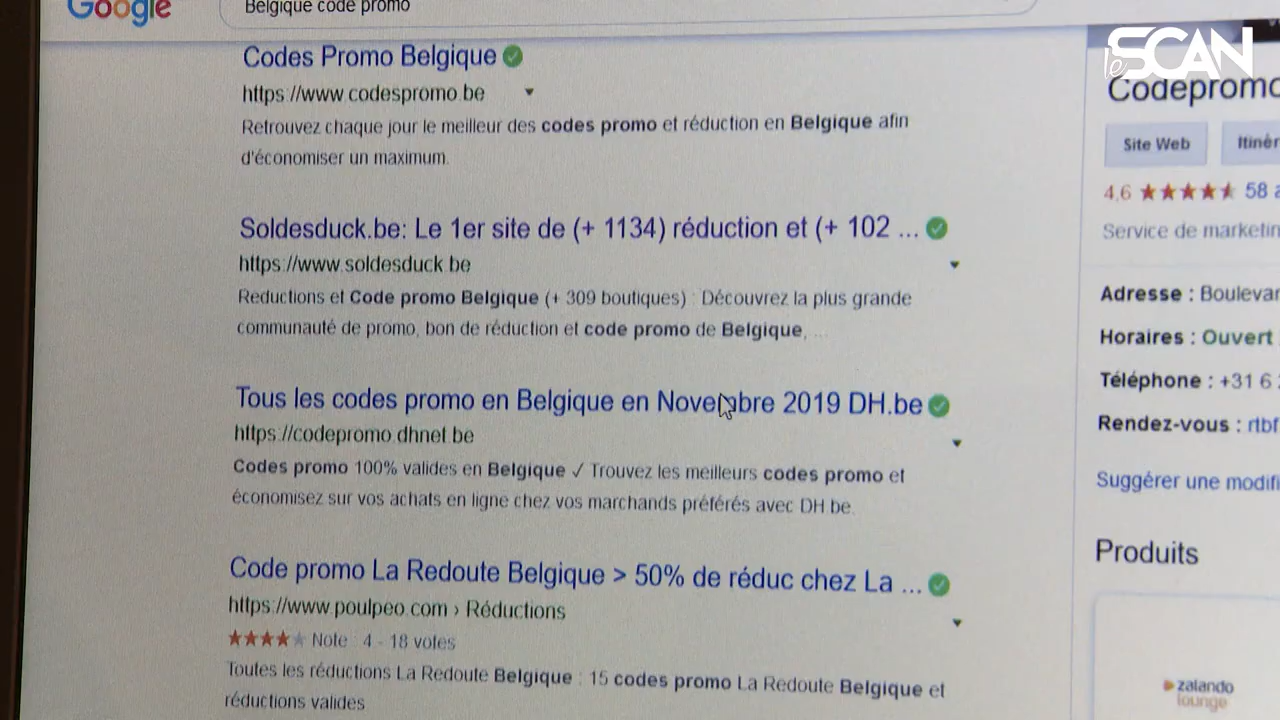 Google
Belgique code promo
le SCAN
Codes Promo Belgique
https://www.codespromo.be
Retrouvez chaque jour le meilleur des codes promo et réduction en Belgique afin
d'économiser un maximum.
Soldesduck.be: Le 1er site de (+ 1134) réduction et (+ 102 ...
https://www.soldesduck.be
Reductions et Code promo Belgique (+ 309 boutiques) : Découvrez la plus grande
communauté de promo, bon de réduction et code promo de Belgique, ...
Tous les codes promo en Belgique en Novembre 2019 DH.be
https://codepromo.dhnet.be
Codes promo 100% valides en Belgique ✓ Trouvez les meilleurs codes promo et
économisez sur vos achats en ligne chez vos marchands préférés avec DH.be.
Code promo La Redoute Belgique > 50% de réduc chez La ...
https://www.poulpeo.com › Réductions
★★★★★ Note : 4 - 18 votes
Toutes les réductions La Redoute Belgique : 15 codes promo La Redoute Belgique et
réductions valides
Codepromo
Site Web
Itinér
4,6 ★★★★★ 58 a
Service de marketin
Adresse : Boulevar
Horaires : Ouvert
Téléphone : +31 6 2
Rendez-vous : rtbf
Suggérer une modifi
Produits
zalando
lounge